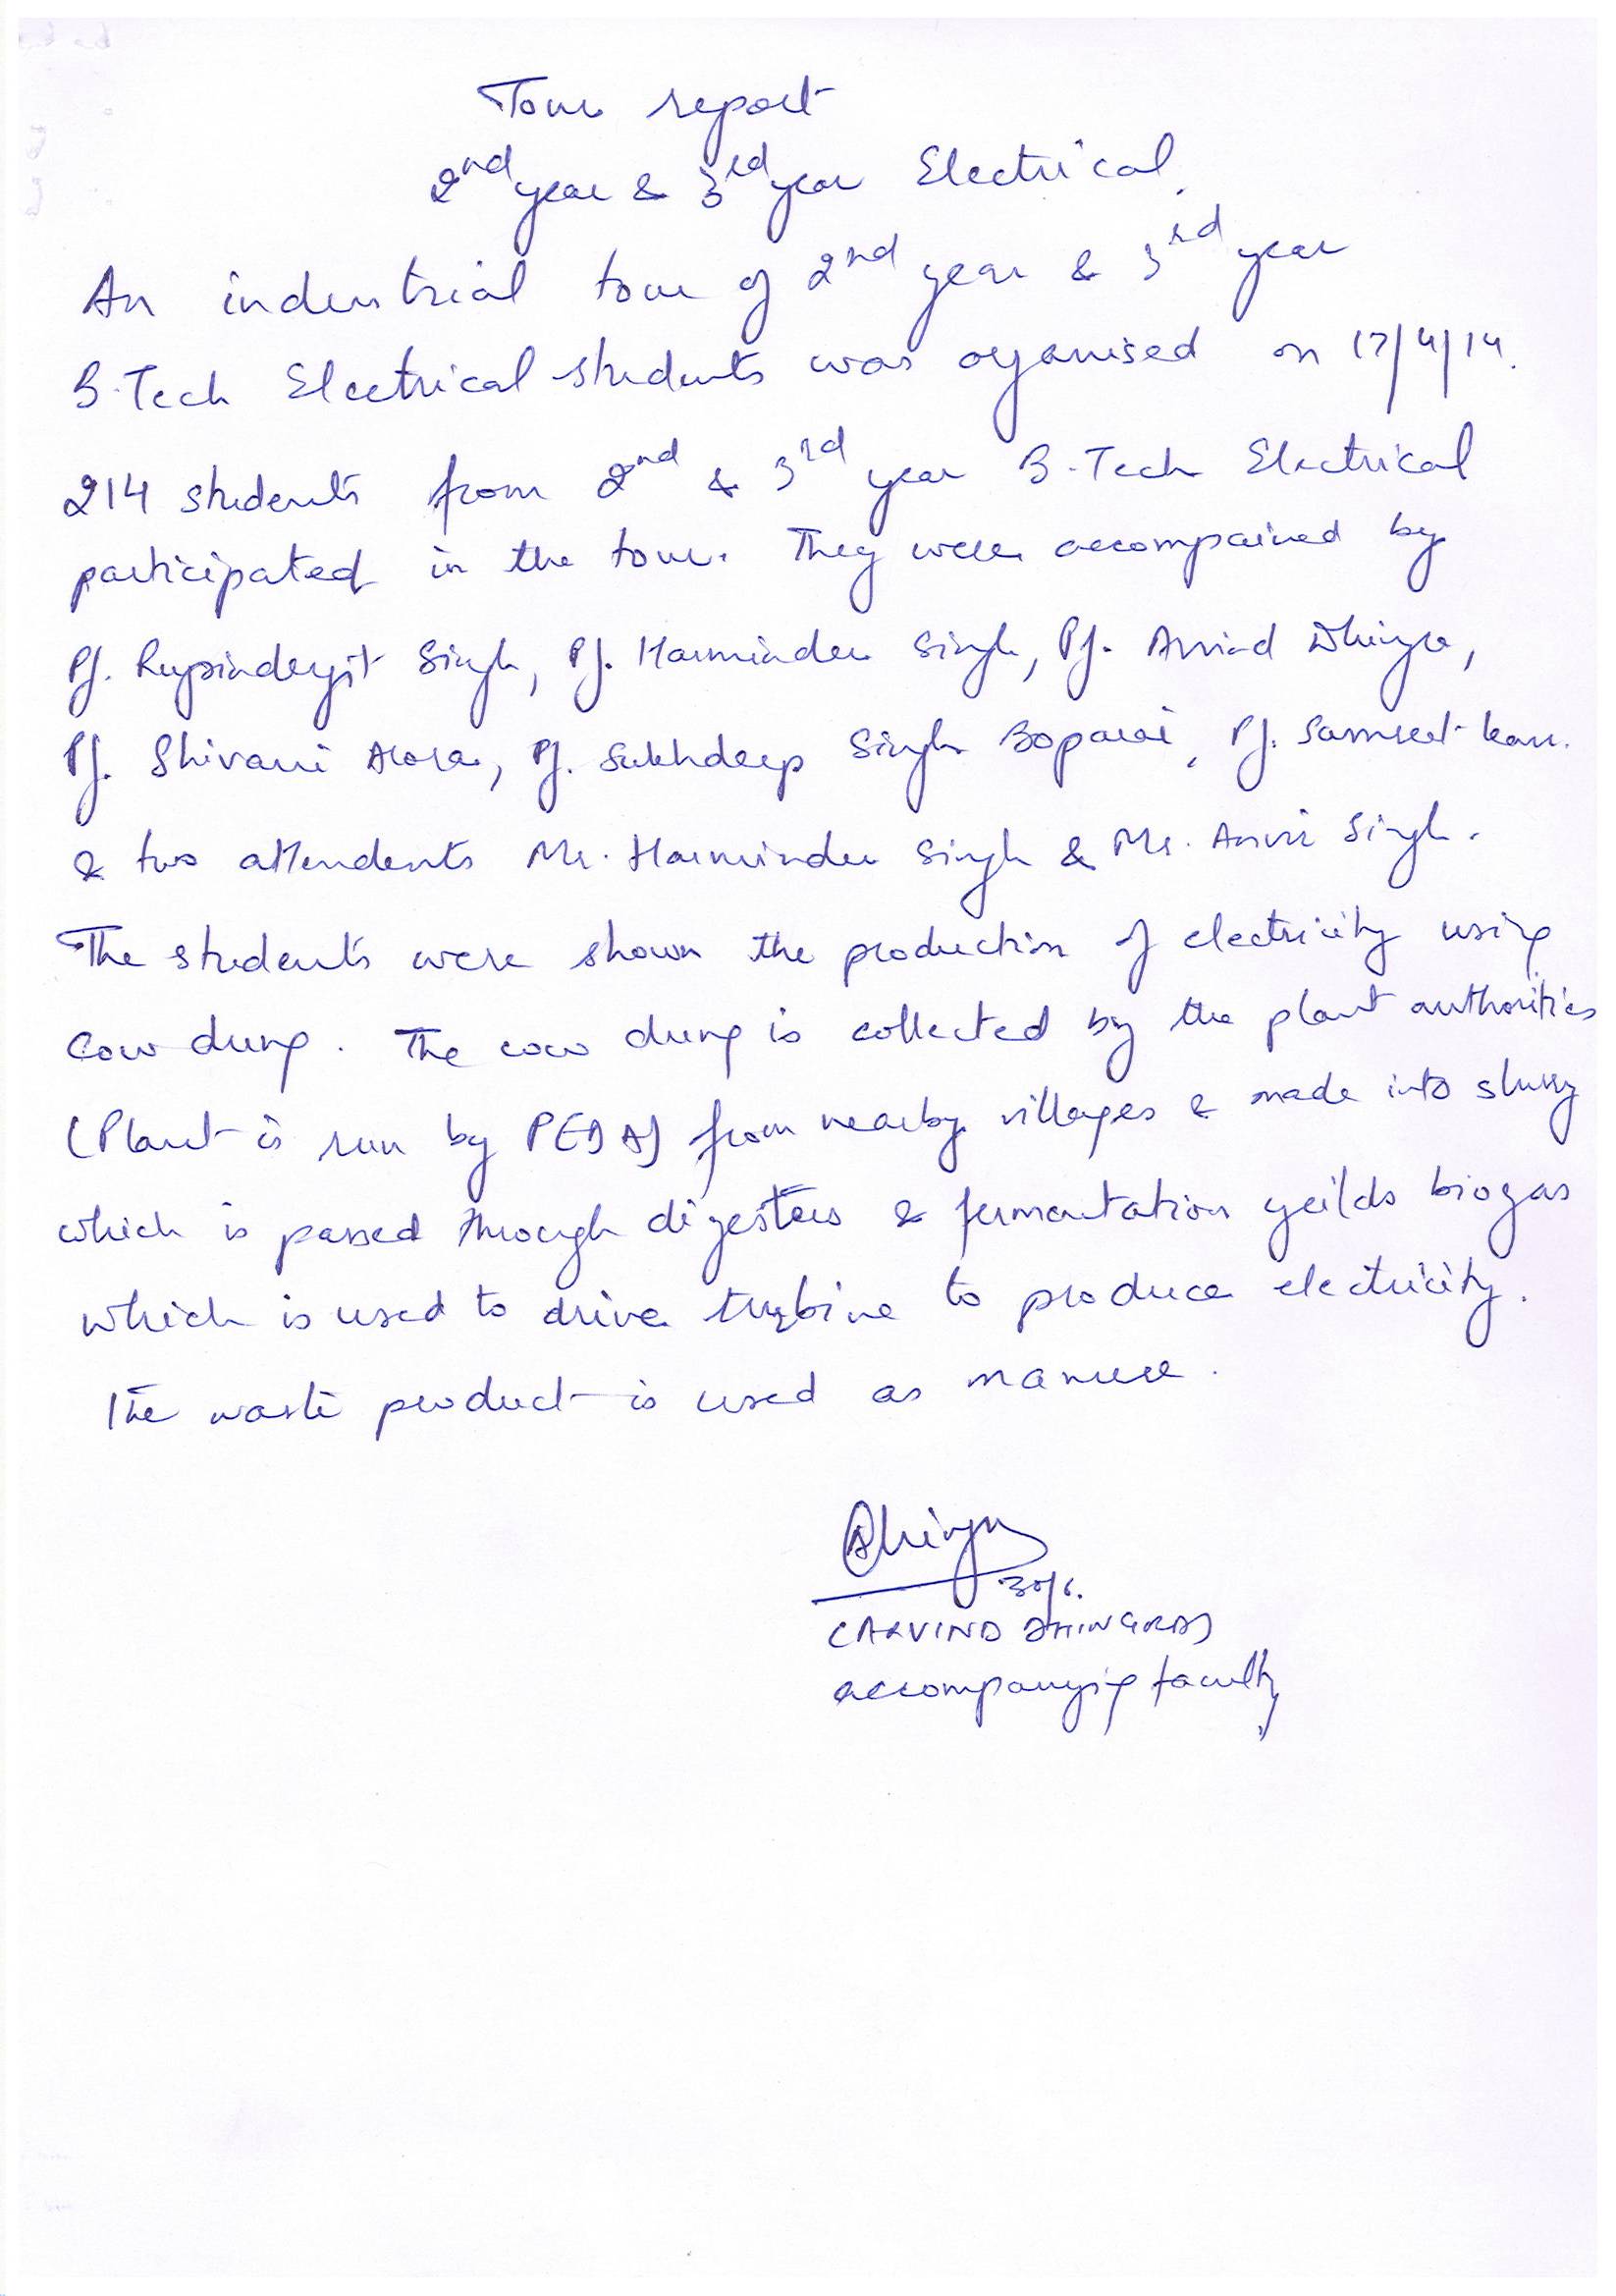 Tour report
2nd year & 3rd year Electrical.
An industrial tour of 2nd year & 3rd year
B.Tech Electrical students was organised on 17/4/14.
214 students from 2nd & 3rd year B.Tech Electrical
participated in the tour. They were accompained by
Pf. Rupinderjit Singh, Pf. Harminder Singh, Pf. Arvind Dhingra,
Pf. Shivani Arora, Pf. Sukhdeep Singh Boparai, Pf. Samreet Kaur.
& two attendents Mr. Harminder Singh & Mr. Singh.
The students were shown the production of electricity using
cow dung. The cow dung is collected by the plant authorities
(Plant is run by PEDA) from nearby villages & made into slurry
which is passed through digesters & fermentation yeilds biogas
which is used to drive turbine to produce electricity.
The waste product is used as manure.
Dhingra
30/6.
(ARVIND DHINGRA)
accompanying faculty